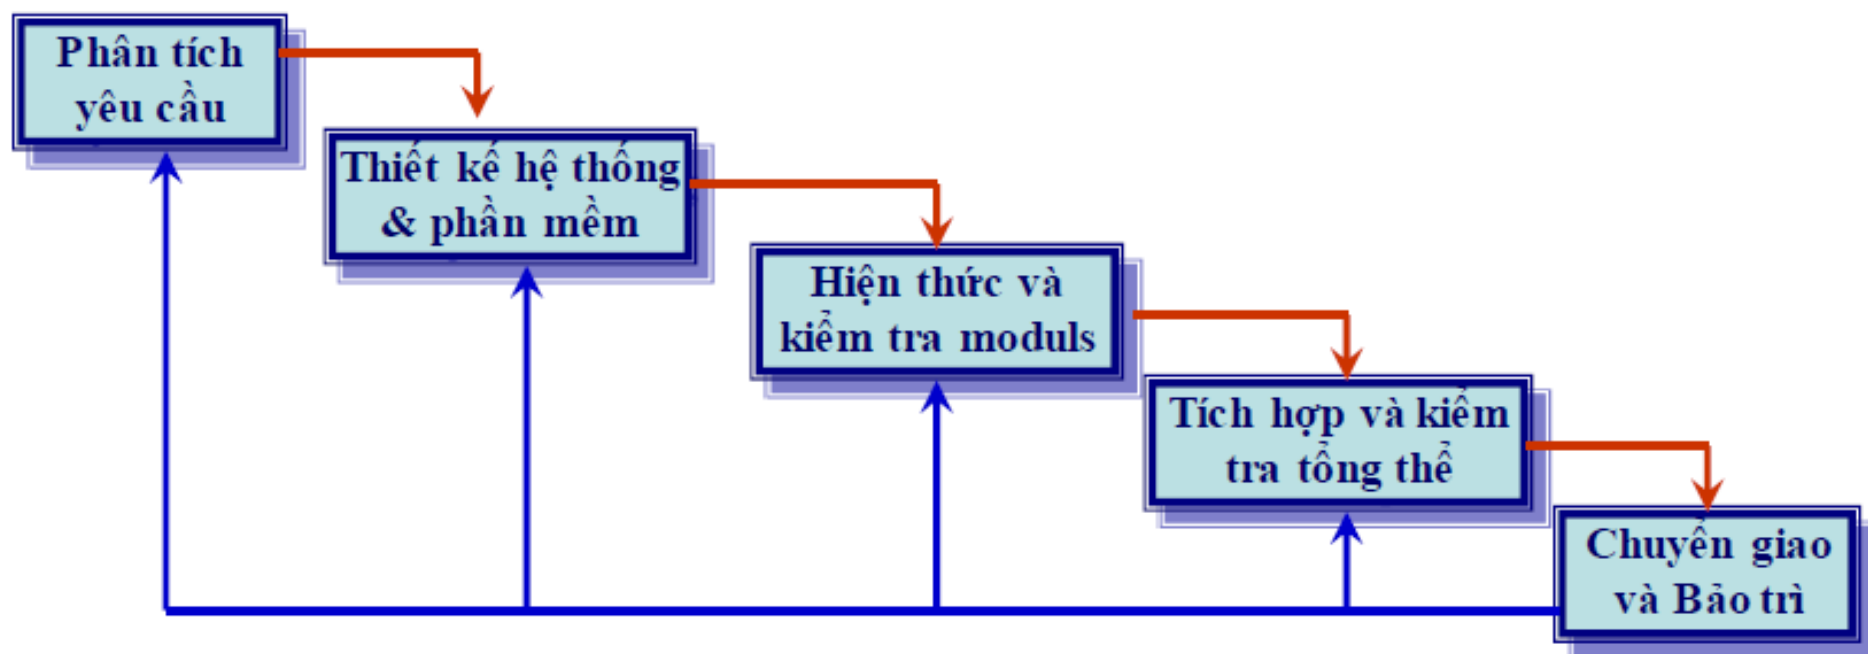 Phân tích
yêu cầu
Thiết kế hệ thống
& phần mềm
Hiện thức và
kiểm tra moduls
Tích hợp và kiểm
tra tổng thể
Chuyển giao
và Bảo trì